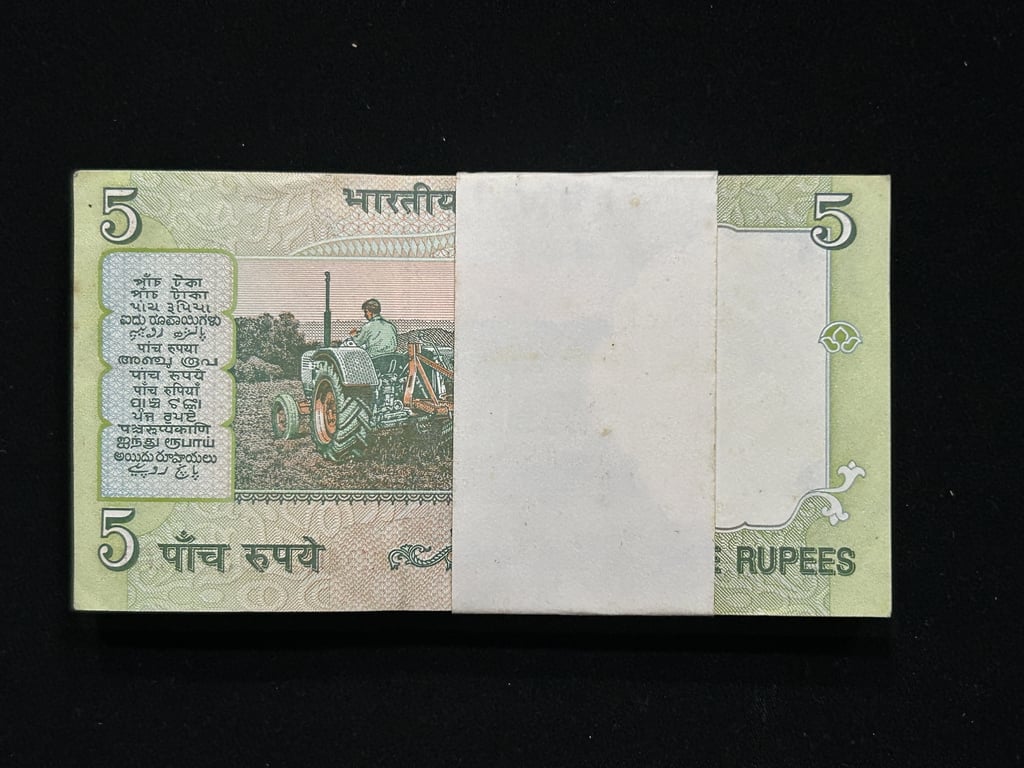 5
भारतीय
5
পাঁচ টকা
পাঁচ টাকা
પાંચ રૂપિયા
ಐದು ರೂಪಾಯಿಗಳು
पांच रुपया
അഞ്ചു രൂപ
पाच रुपये
पाँच रुपियाँ
ପାଞ୍ଚ ଟଙ୍କା
ਪੰਜ ਰੁਪਏ
पञ्चरूप्यकाणि
ஐந்து ரூபாய்
అయిదు రూపాయలు
پانچ روپیے
5
पाँच रुपये
RUPEES